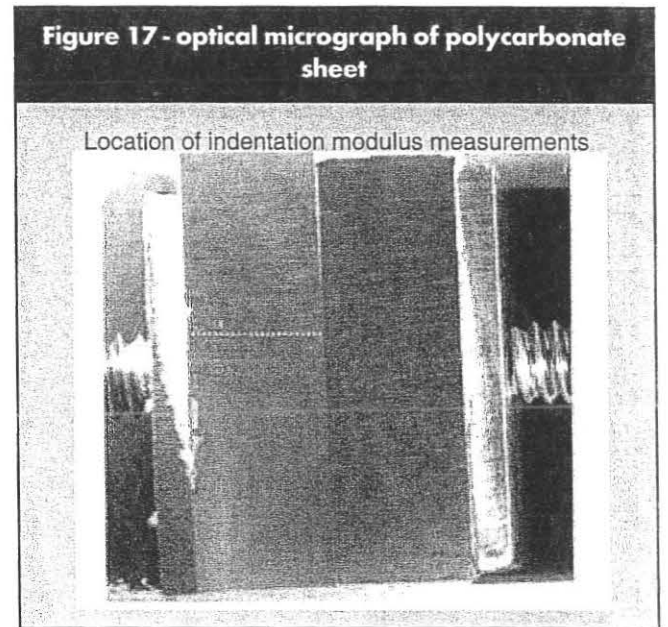 Figure 17 - optical micrograph of polycarbonate
sheet
Location of indentation modulus measurements